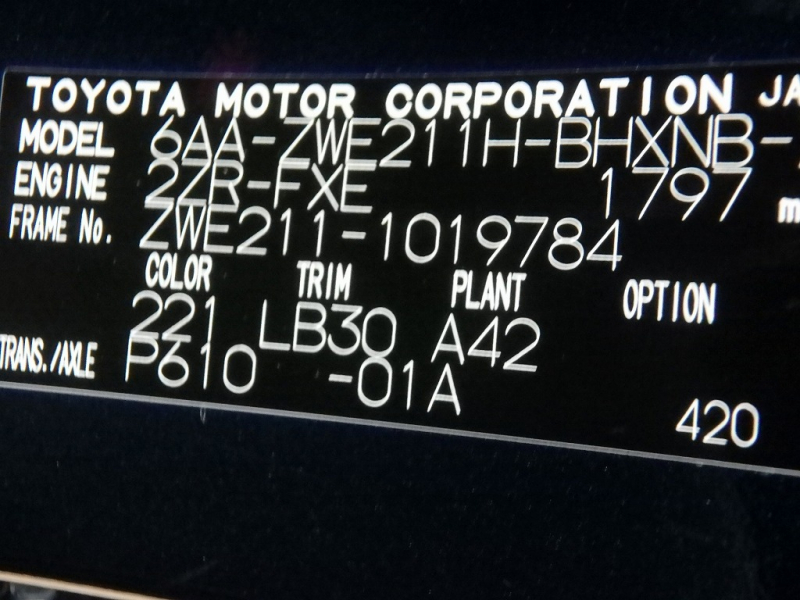 TOYOTA MOTOR CORPORATION JA
MODEL 6AA-ZWE211H-BHXNB-
ENGINE 2ZR-FXE 1797 m
FRAME No. ZWE211-1019784
COLOR TRIM PLANT OPTION
221 LB30 A42
TRANS./AXLE P610 -01A
420